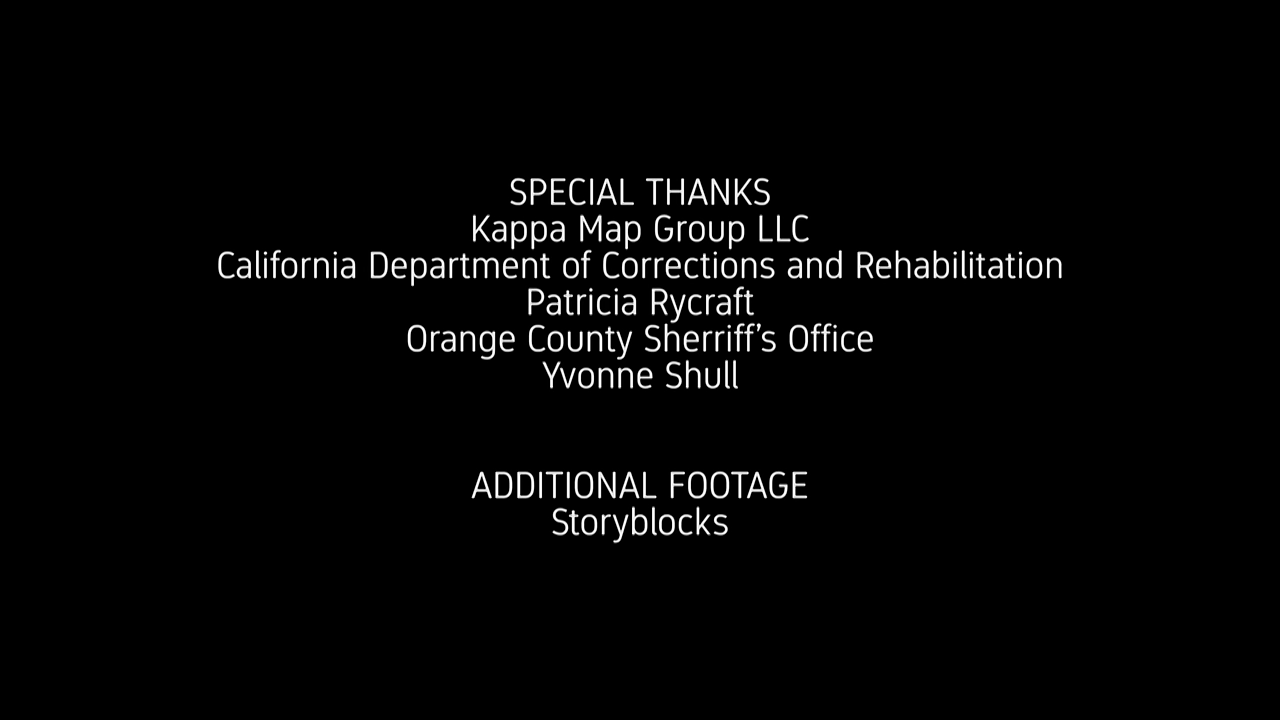 SPECIAL THANKS
Kappa Map Group LLC
California Department of Corrections and Rehabilitation
Patricia Rycraft
Orange County Sherriff’s Office
Yvonne Shull
ADDITIONAL FOOTAGE
Storyblocks